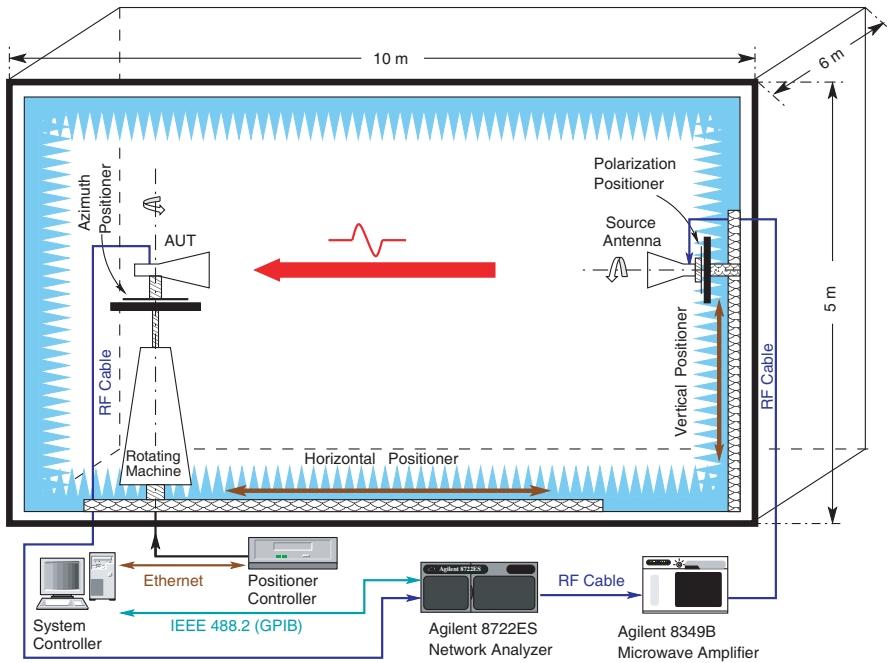 10 m
6 m
5 m
Azimuth
Positioner
AUT
Polarization
Positioner
Source
Antenna
RF Cable
Vertical Positioner
RF Cable
Rotating
Machine
Horizontal Positioner
Ethernet
Positioner
Controller
IEEE 488.2 (GPIB)
System
Controller
Agilent 8722ES
RF Cable
Agilent 8722ES
Network Analyzer
Agilent 8349B
Microwave Amplifier